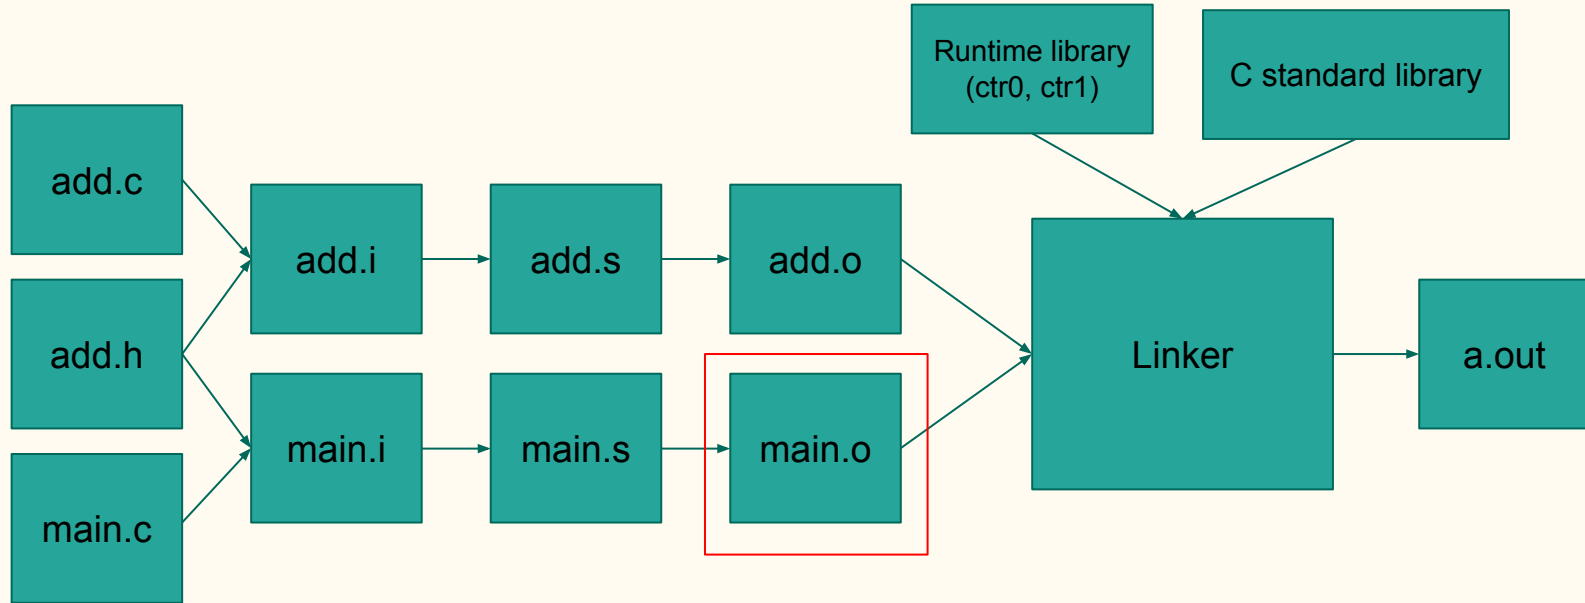 Runtime library
(ctr0, ctr1)
C standard library
add.c
add.i
add.s
add.o
add.h
Linker
a.out
main.i
main.s
main.o
main.c